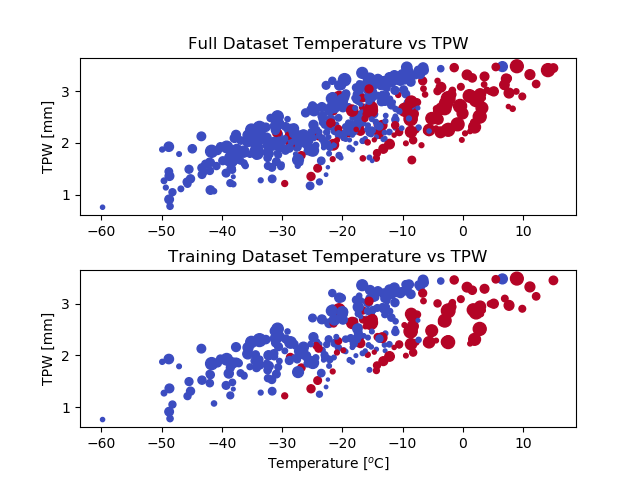 Full Dataset Temperature vs TPW
TPW [mm]
3
2
1
−60 −50 −40 −30 −20 −10 0 10
Training Dataset Temperature vs TPW
TPW [mm]
3
2
1
−60 −50 −40 −30 −20 −10 0 10
Temperature [°C]